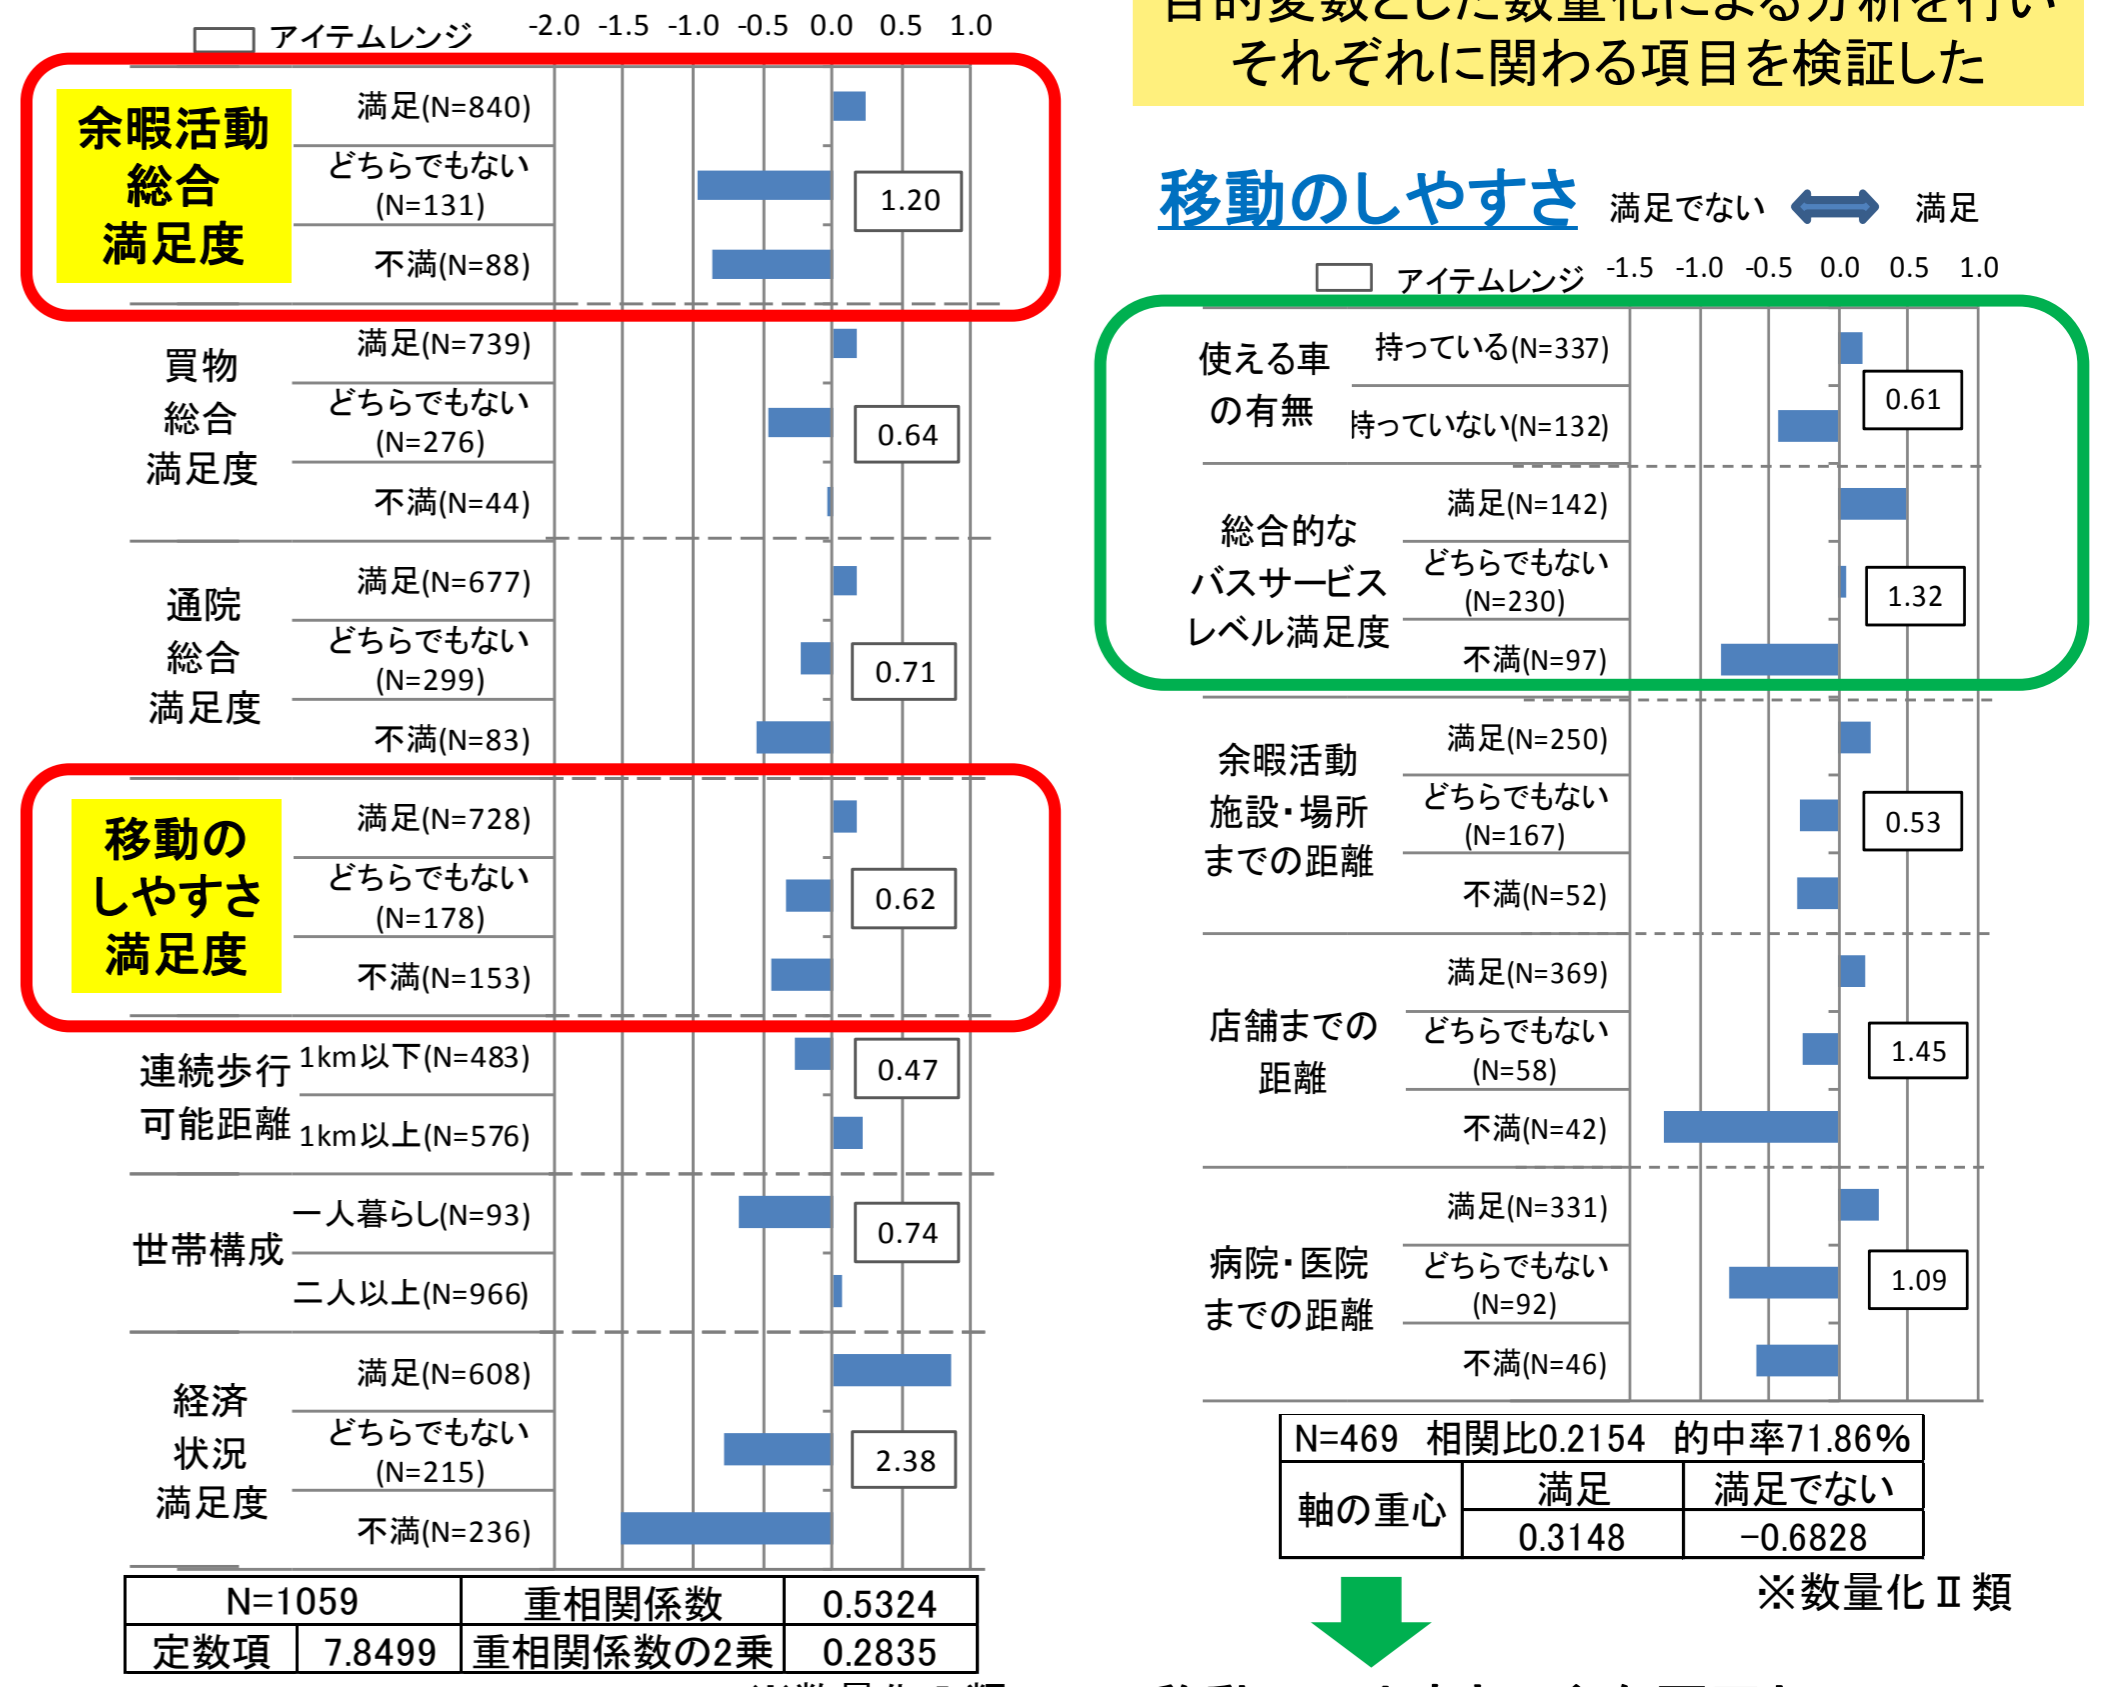 アイテムレンジ
-2.0 -1.5 -1.0 -0.5 0.0 0.5 1.0
余暇活動
総合
満足度
満足(N=840)
どちらでもない
(N=131)
不満(N=88)
1.20
買物
総合
満足度
満足(N=739)
どちらでもない
(N=276)
不満(N=44)
0.64
通院
総合
満足度
満足(N=677)
どちらでもない
(N=299)
不満(N=83)
0.71
移動の
しやすさ
満足度
満足(N=728)
どちらでもない
(N=178)
不満(N=153)
0.62
連続歩行
可能距離
1km以下(N=483)
1km以上(N=576)
0.47
世帯構成
一人暮らし(N=93)
二人以上(N=966)
0.74
経済
状況
満足度
満足(N=608)
どちらでもない
(N=215)
不満(N=236)
2.38
N=1059 重相関係数 0.5324
定数項 7.8499 重相関係数の2乗 0.2835
目的変数とした数量化による分析を行い
それぞれに関わる項目を検証した
移動のしやすさ 満足でない 満足
アイテムレンジ
-1.5 -1.0 -0.5 0.0 0.5 1.0
使える車
の有無
持っている(N=337)
持っていない(N=132)
0.61
総合的な
バスサービス
レベル満足度
満足(N=142)
どちらでもない
(N=230)
不満(N=97)
1.32
余暇活動
施設・場所
までの距離
満足(N=250)
どちらでもない
(N=167)
不満(N=52)
0.53
店舗までの
距離
満足(N=369)
どちらでもない
(N=58)
不満(N=42)
1.45
病院・医院
までの距離
満足(N=331)
どちらでもない
(N=92)
不満(N=46)
1.09
N=469 相関比0.2154 的中率71.86%
軸の重心
満足 満足でない
0.3148 -0.6828
※数量化Ⅱ類